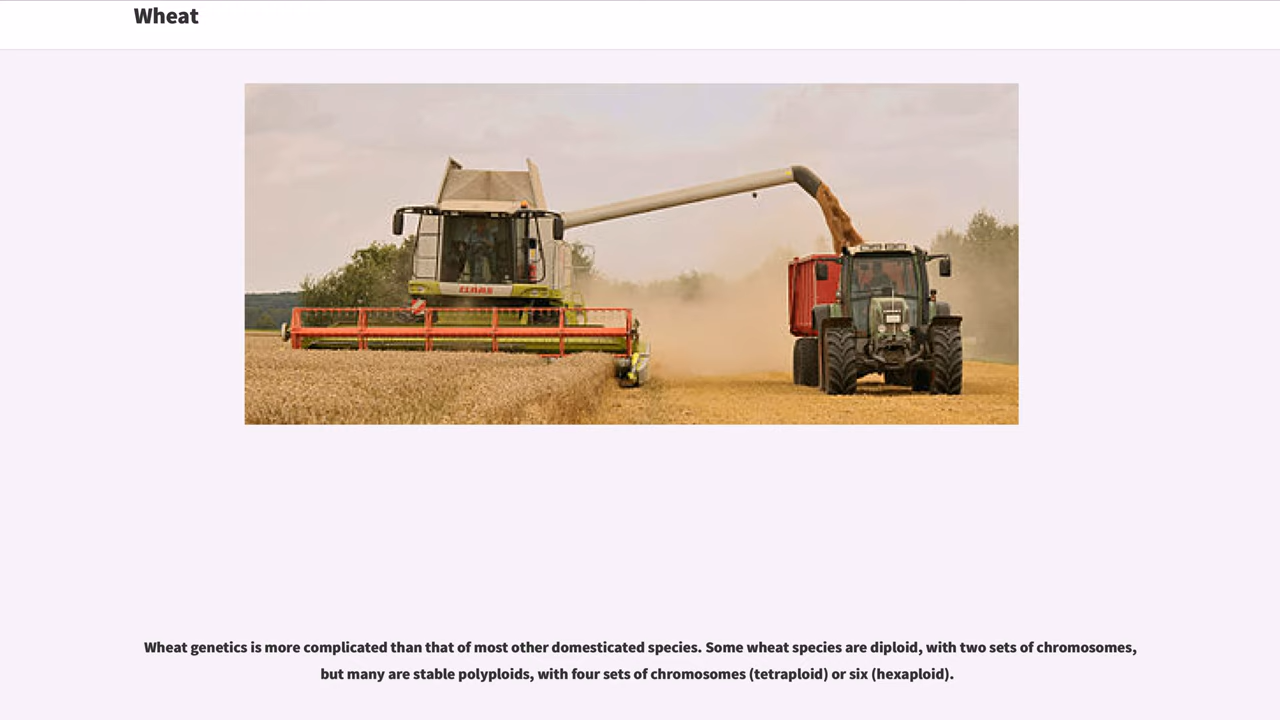 Wheat
CLAAS
Wheat genetics is more complicated than that of most other domesticated species. Some wheat species are diploid, with two sets of chromosomes,
but many are stable polyploids, with four sets of chromosomes (tetraploid) or six (hexaploid).